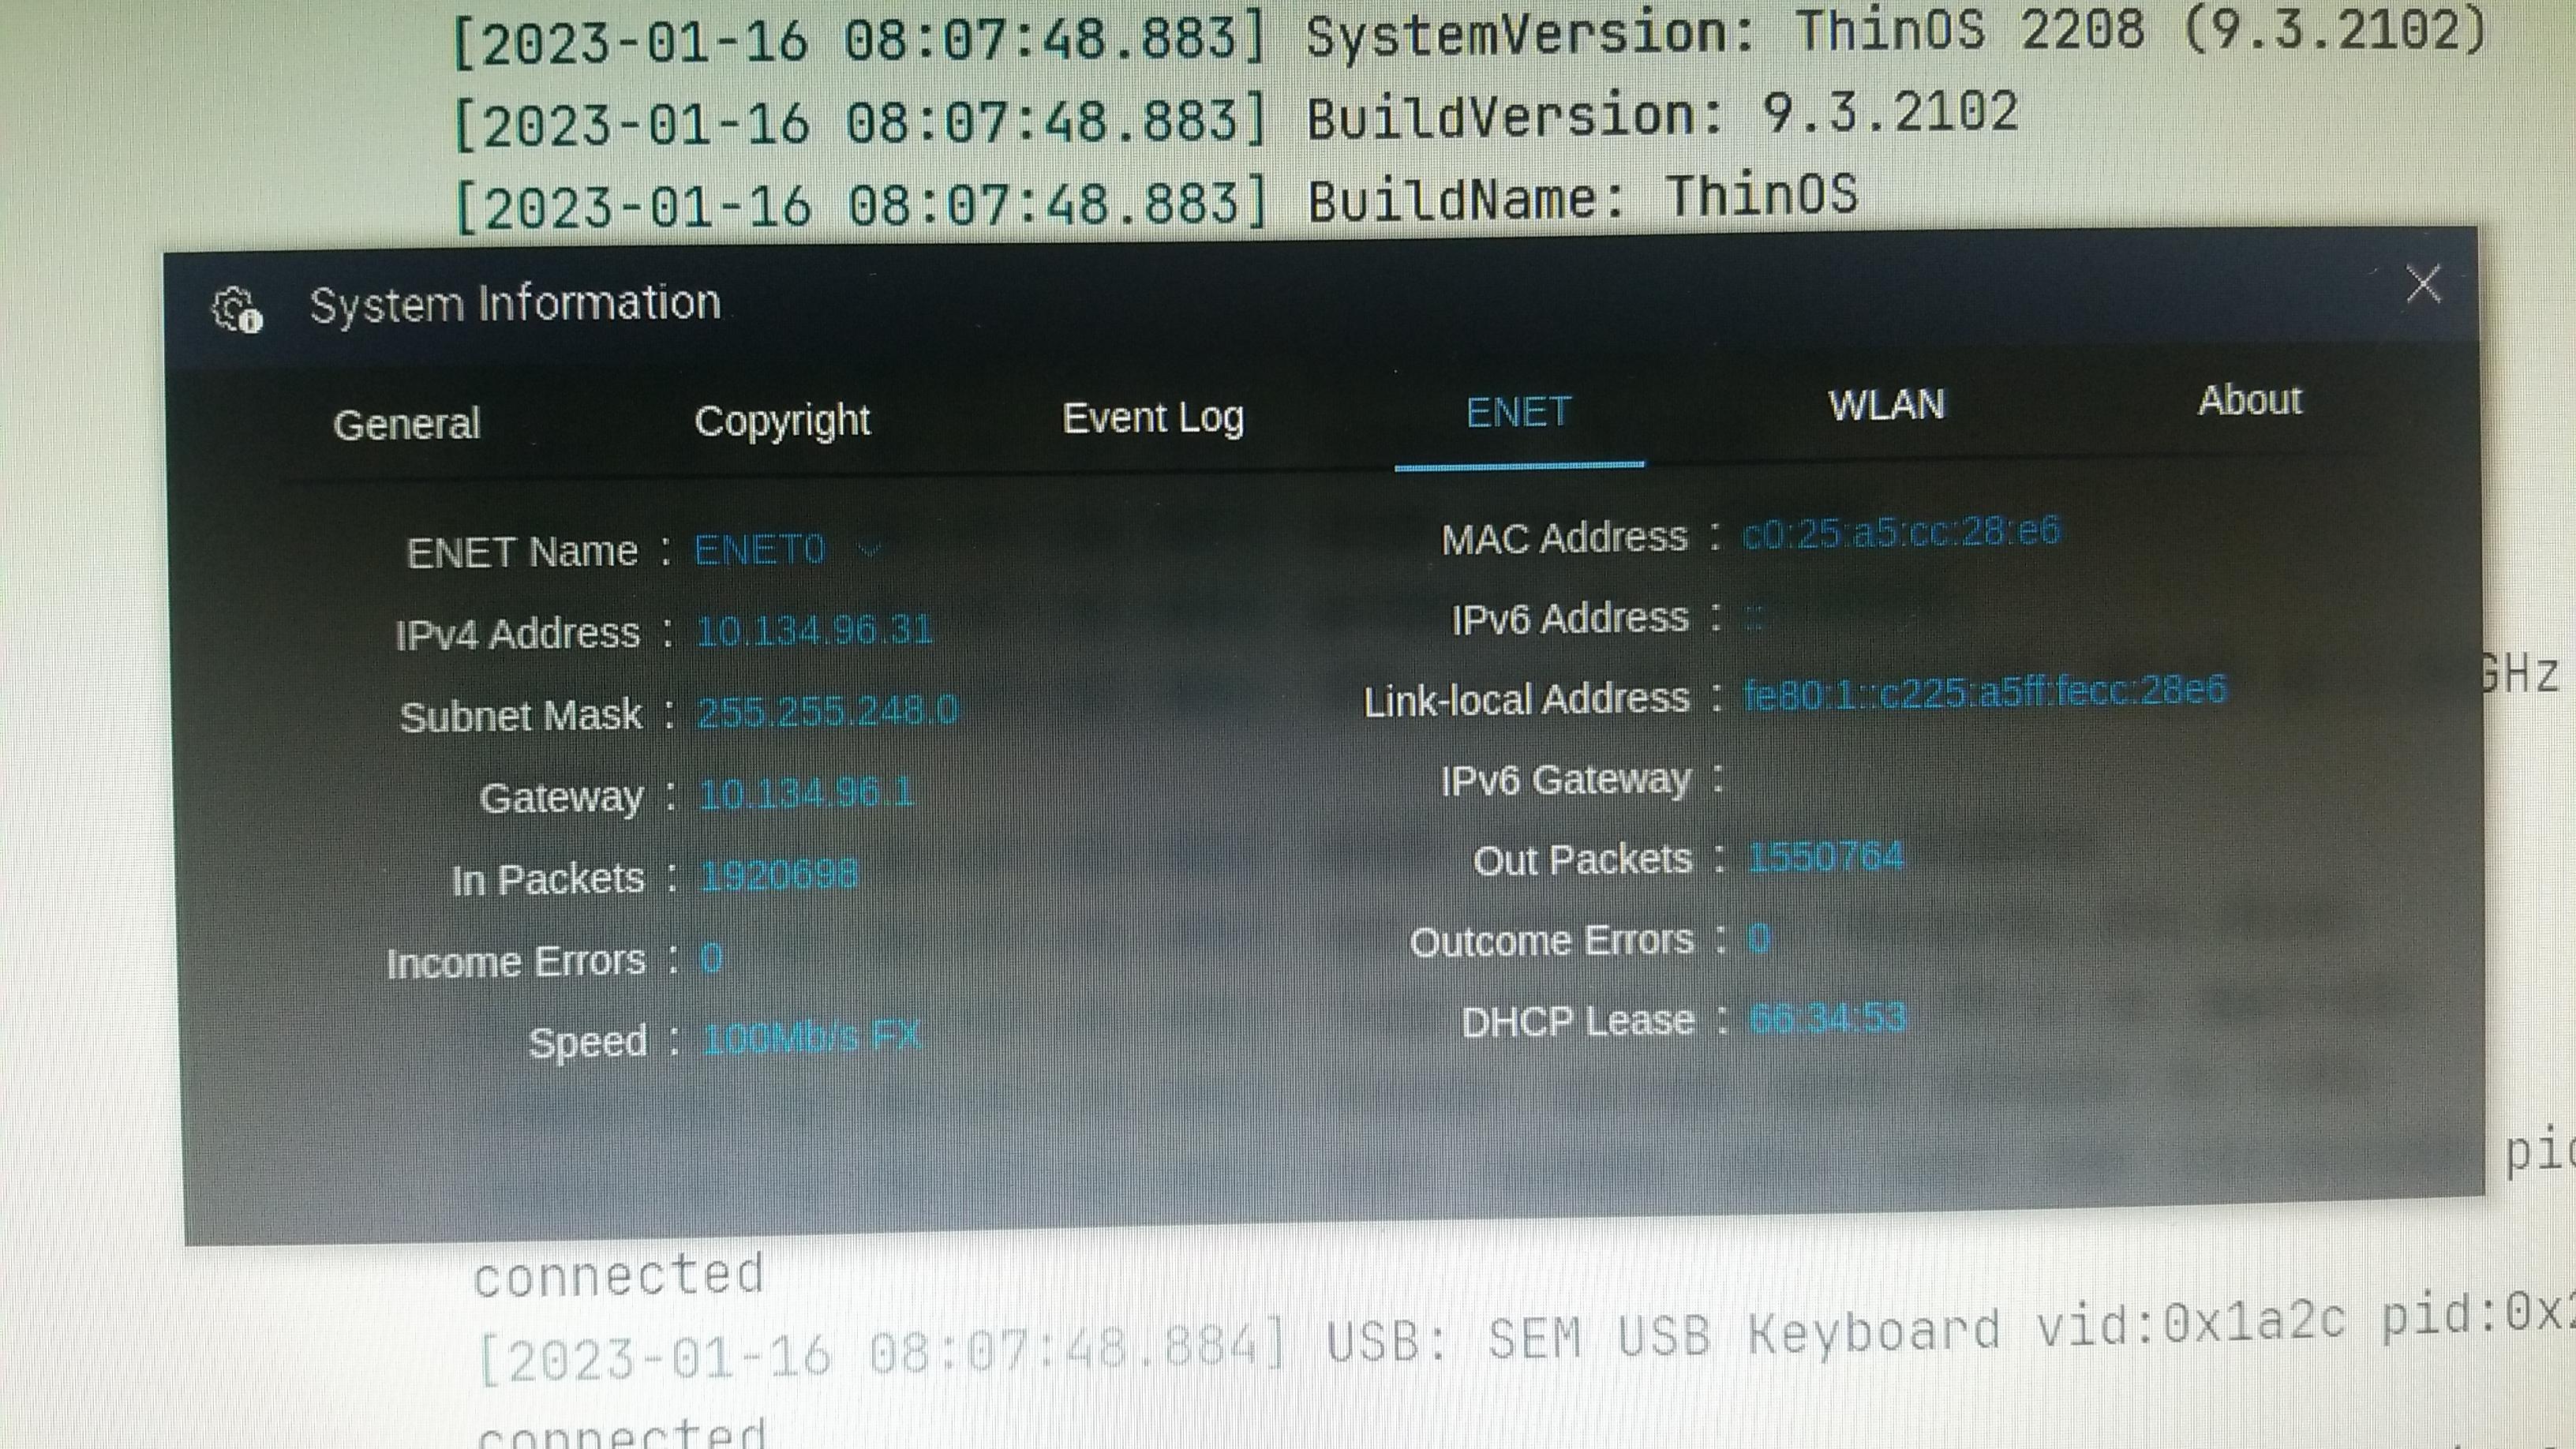 [2023-01-16 08:07:48.883] SystemVersion: ThinOS 2208 (9.3.2102)
[2023-01-16 08:07:48.883] BuildVersion: 9.3.2102
[2023-01-16 08:07:48.883] BuildName: ThinOS
System Information
General Copyright Event Log ENET WLAN About
ENET Name : ENET0
MAC Address : c0:25:a5:cc:28:e6
IPv4 Address : 10.134.96.31
IPv6 Address : ::
Subnet Mask : 255.255.248.0
Link-local Address : fe80:1::c225:a5ff:fecc:28e6
Gateway : 10.134.96.1
IPv6 Gateway :
In Packets : 1920698
Out Packets : 1550764
Income Errors : 0
Outcome Errors : 0
Speed : 100Mb/s FX
DHCP Lease : 66:34:53
GHz
connected
[2023-01-16 08:07:48.884] USB: SEM USB Keyboard vid:0x1a2c
connected